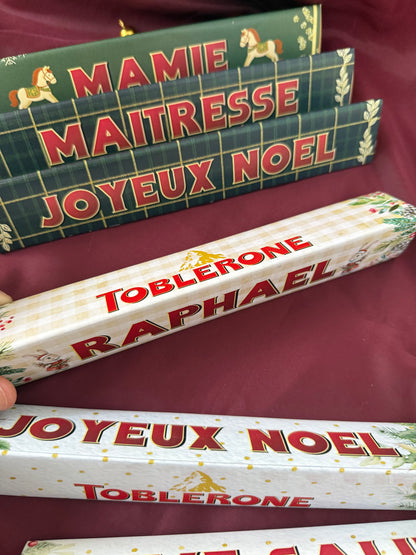 MAMIE
MAITRESSE
JOYEUX NOEL
TOBLERONE
RAPHAEL
JOYEUX NOEL
TOBLERONE